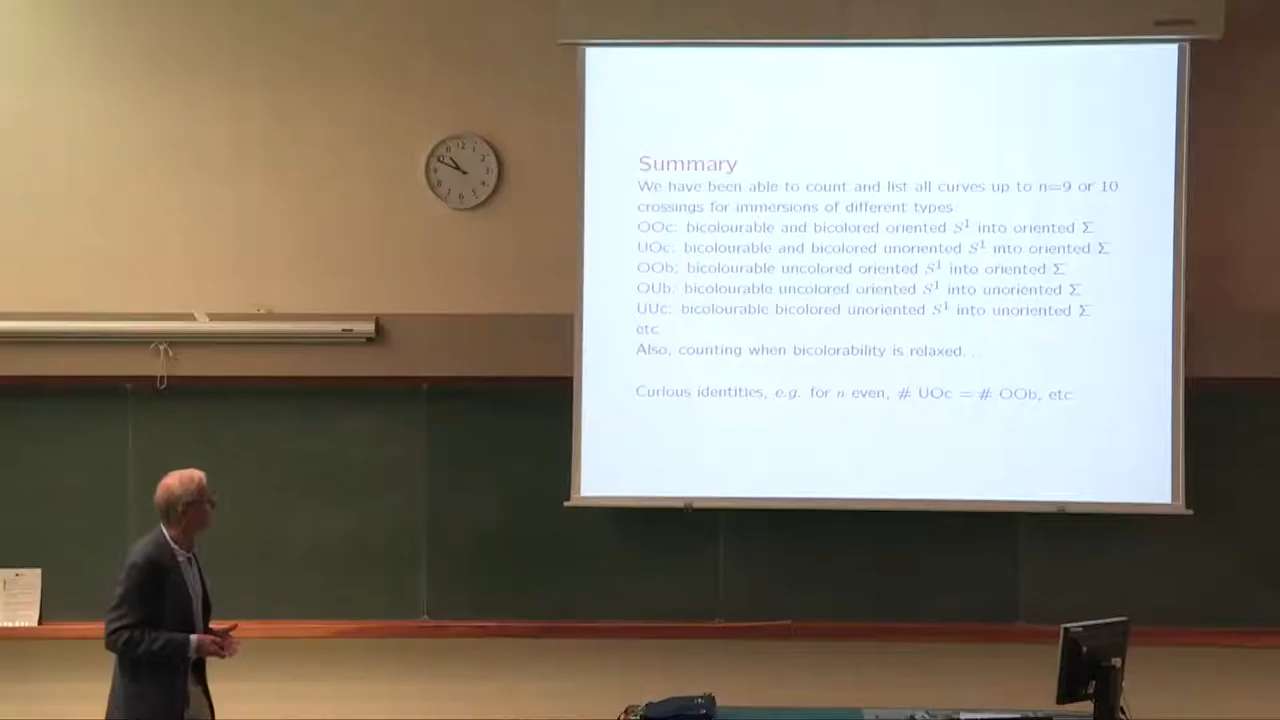 Summary
We have been able to count and list all curves up to n=9 or 10
crossings for immersions of different types
OOc: bicolourable and bicolored oriented S¹ into oriented Σ
UOc: bicolourable and bicolored unoriented S¹ into oriented Σ
OOb: bicolourable uncolored oriented S¹ into oriented Σ
OUb: bicolourable uncolored oriented S¹ into unoriented Σ
UUc: bicolourable bicolored unoriented S¹ into unoriented Σ
etc
Also, counting when bicolorability is relaxed...
Curious identities, e.g. for n even, # UOc = # OOb, etc